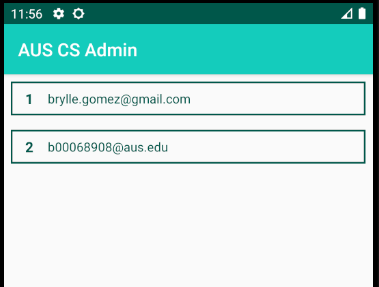 11:56
AUS CS Admin
1 brylle.gomez@gmail.com
2 b00068908@aus.edu